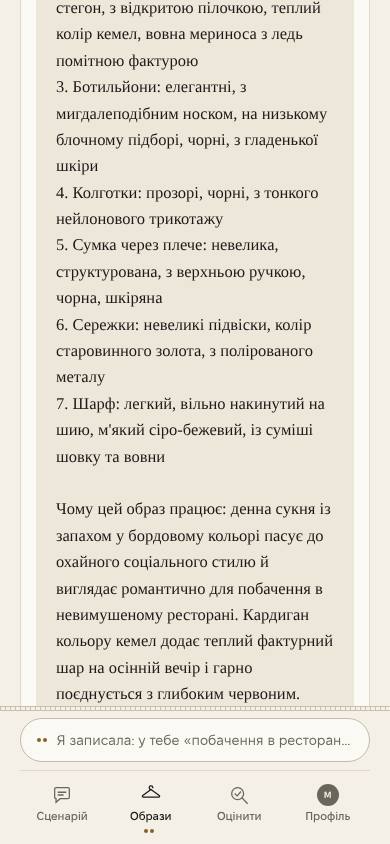 стегон, з відкритою пілочкою, теплий
колір кемел, вовна мериноса з ледь
помітною фактурою
3. Ботильйони: елегантні, з
мигдалеподібним носком, на низькому
блочному підборі, чорні, з гладенької
шкіри
4. Колготки: прозорі, чорні, з тонкого
нейлонового трикотажу
5. Сумка через плече: невелика,
структурована, з верхньою ручкою,
чорна, шкіряна
6. Сережки: невеликі підвіски, колір
старовинного золота, з полірованого
металу
7. Шарф: легкий, вільно накинутий на
шию, м'який сіро-бежевий, із суміші
шовку та вовни
Чому цей образ працює: денна сукня із
запахом у бордовому кольорі пасує до
охайного соціального стилю й
виглядає романтично для побачення в
невимушеному ресторані. Кардиган
кольору кемел додає теплий фактурний
шар на осінній вечір і гарно
поєднується з глибоким червоним.
Я записала: у тебе «побачення в ресторан...
Сценарій
Образи
Оцінити
М
Профіль